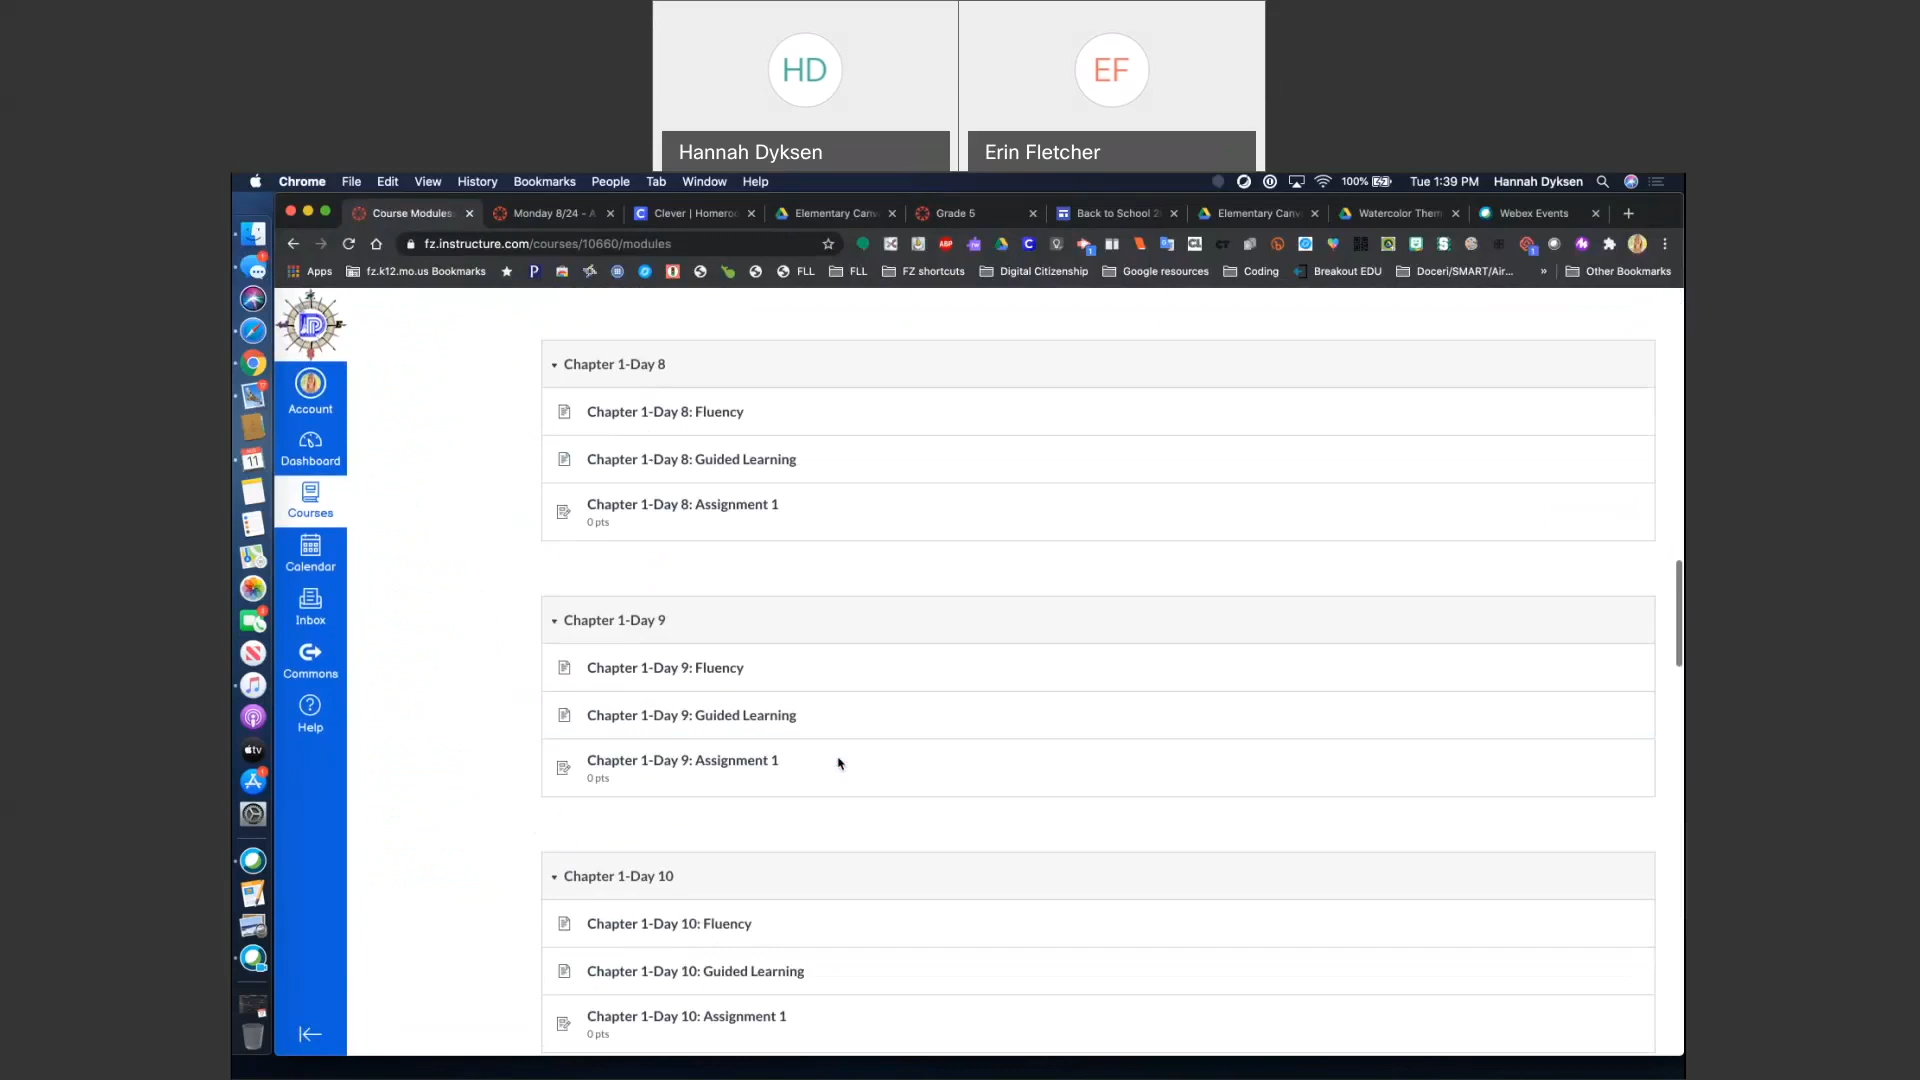 HD
EF
Hannah Dyksen
Erin Fletcher
Chrome File Edit View History Bookmarks People Tab Window Help
100% Tue 1:39 PM Hannah Dyksen
Course Modules
Monday 8/24 - A
Clever | Homeroo
Elementary Canv
Grade 5
Back to School 2
Elementary Canv
Watercolor Them
Webex Events
fz.instructure.com/courses/10660/modules
Apps fz.k12.mo.us Bookmarks FLL FLL FZ shortcuts Digital Citizenship Google resources Coding Breakout EDU Doceri/SMART/Air... » Other Bookmarks
Account
Dashboard
Courses
Calendar
Inbox
Commons
Help
Chapter 1-Day 8
Chapter 1-Day 8: Fluency
Chapter 1-Day 8: Guided Learning
Chapter 1-Day 8: Assignment 1
0 pts
Chapter 1-Day 9
Chapter 1-Day 9: Fluency
Chapter 1-Day 9: Guided Learning
Chapter 1-Day 9: Assignment 1
0 pts
Chapter 1-Day 10
Chapter 1-Day 10: Fluency
Chapter 1-Day 10: Guided Learning
Chapter 1-Day 10: Assignment 1
0 pts